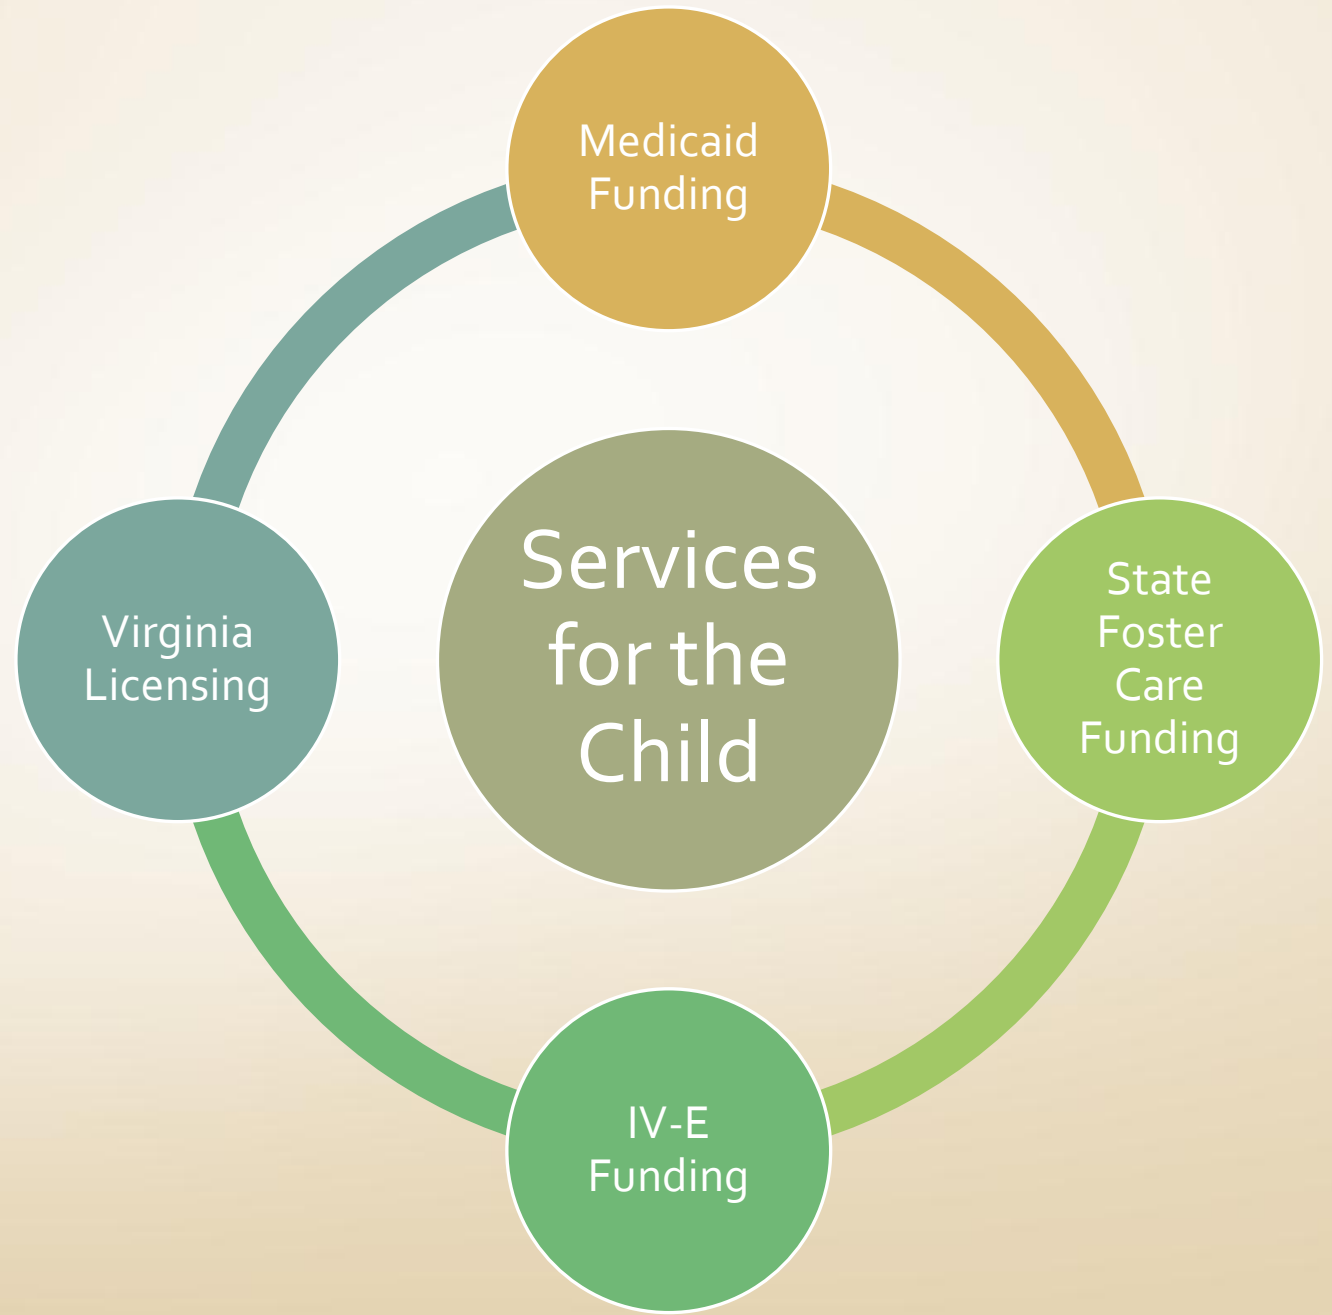 Medicaid
Funding
Services
for the
Child
State
Foster
Care
Funding
Virginia
Licensing
IV-E
Funding